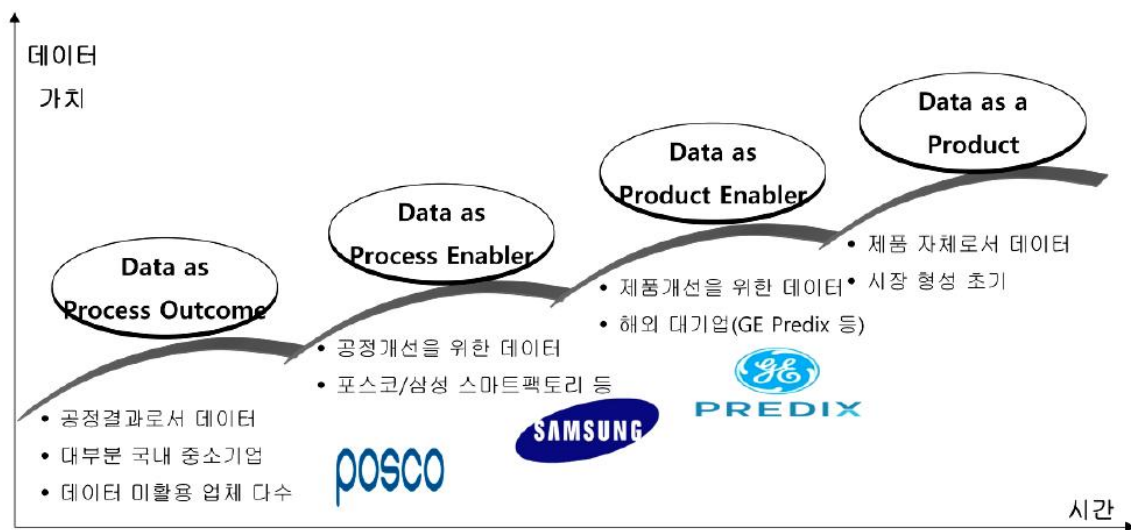 데이터
가치
Data as
Process Outcome
• 공정결과로서 데이터
• 대부분 국내 중소기업
• 데이터 미활용 업체 다수
Data as
Process Enabler
• 공정개선을 위한 데이터
• 포스코/삼성 스마트팩토리 등
posco
SAMSUNG
Data as
Product Enabler
• 제품개선을 위한 데이터
• 해외 대기업(GE Predix 등)
GE
PREDIX
Data as a
Product
• 제품 자체로서 데이터
• 시장 형성 초기
시간